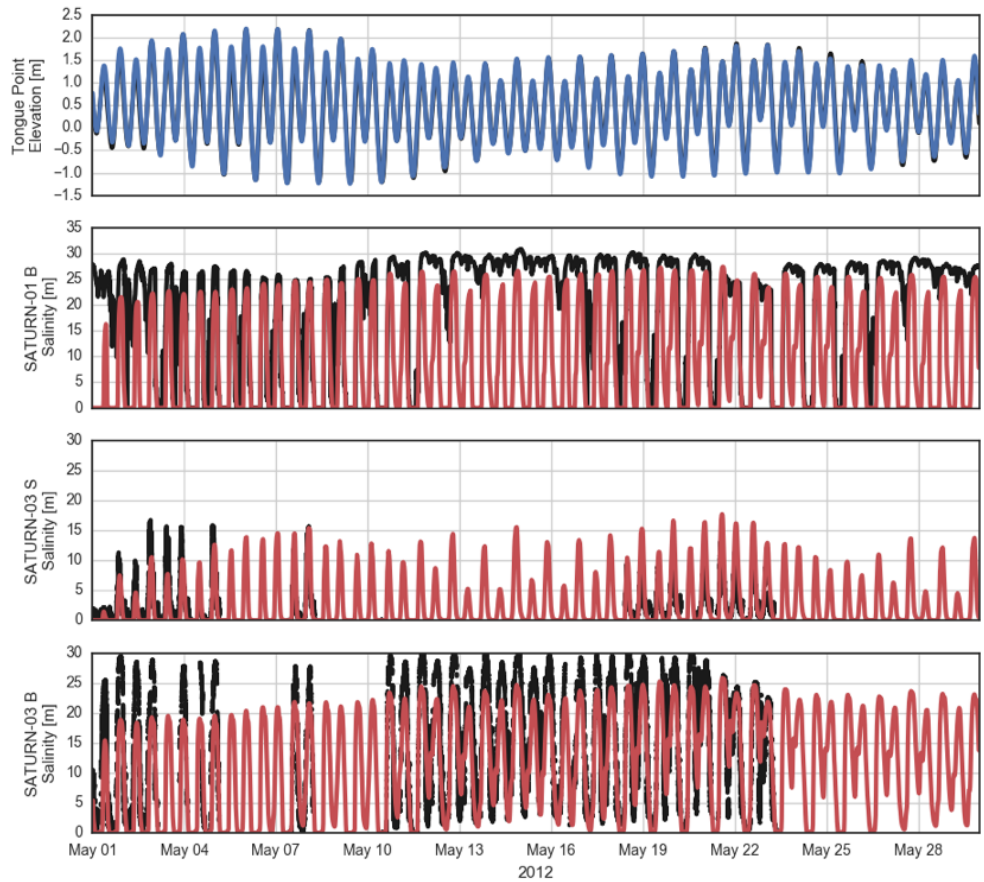 Tongue Point
Elevation [m]
2.5
2.0
1.5
1.0
0.5
0.0
−0.5
−1.0
−1.5
SATURN-01 B
Salinity [m]
35
30
25
20
15
10
5
0
SATURN-03 S
Salinity [m]
30
25
20
15
10
5
0
SATURN-03 B
Salinity [m]
30
25
20
15
10
5
0
May 01
May 04
May 07
May 10
May 13
May 16
May 19
May 22
May 25
May 28
2012